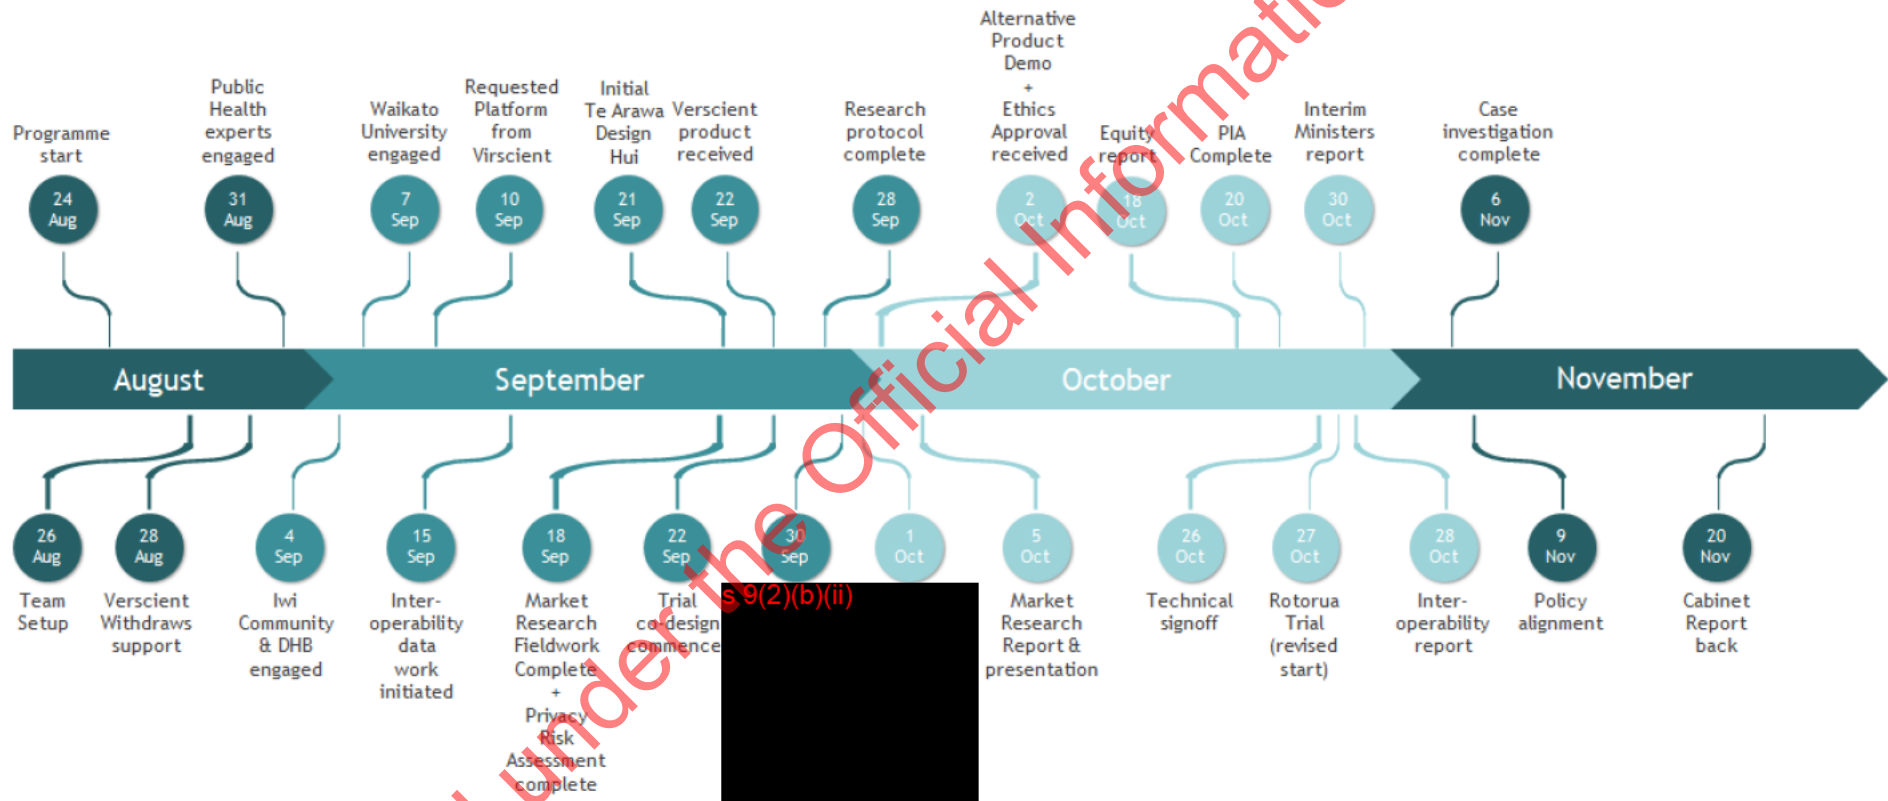 Programme
start
24
Aug
Public
Health
experts
engaged
31
Aug
Waikato
University
engaged
7
Sep
Requested
Platform
from
Virscient
10
Sep
Initial
Te Arawa
Design
Hui
21
Sep
Verscient
product
received
22
Sep
Research
protocol
complete
28
Sep
Alternative
Product
Demo
+
Ethics
Approval
received
2
Oct
Equity
report
18
Oct
PIA
Complete
20
Oct
Interim
Ministers
report
30
Oct
Case
investigation
complete
6
Nov
August
September
October
November
26
Aug
Team
Setup
28
Aug
Verscient
Withdraws
support
4
Sep
Iwi
Community
& DHB
engaged
15
Sep
Inter-
operability
data
work
initiated
18
Sep
Market
Research
Fieldwork
Complete
+
Privacy
Risk
Assessment
complete
22
Sep
Trial
co-design
commence
30
Sep
1
Oct
s 9(2)(b)(ii)
5
Oct
Market
Research
Report &
presentation
26
Oct
Technical
signoff
27
Oct
Rotorua
Trial
(revised
start)
28
Oct
Inter-
operability
report
9
Nov
Policy
alignment
20
Nov
Cabinet
Report
back
under the Official Informatio